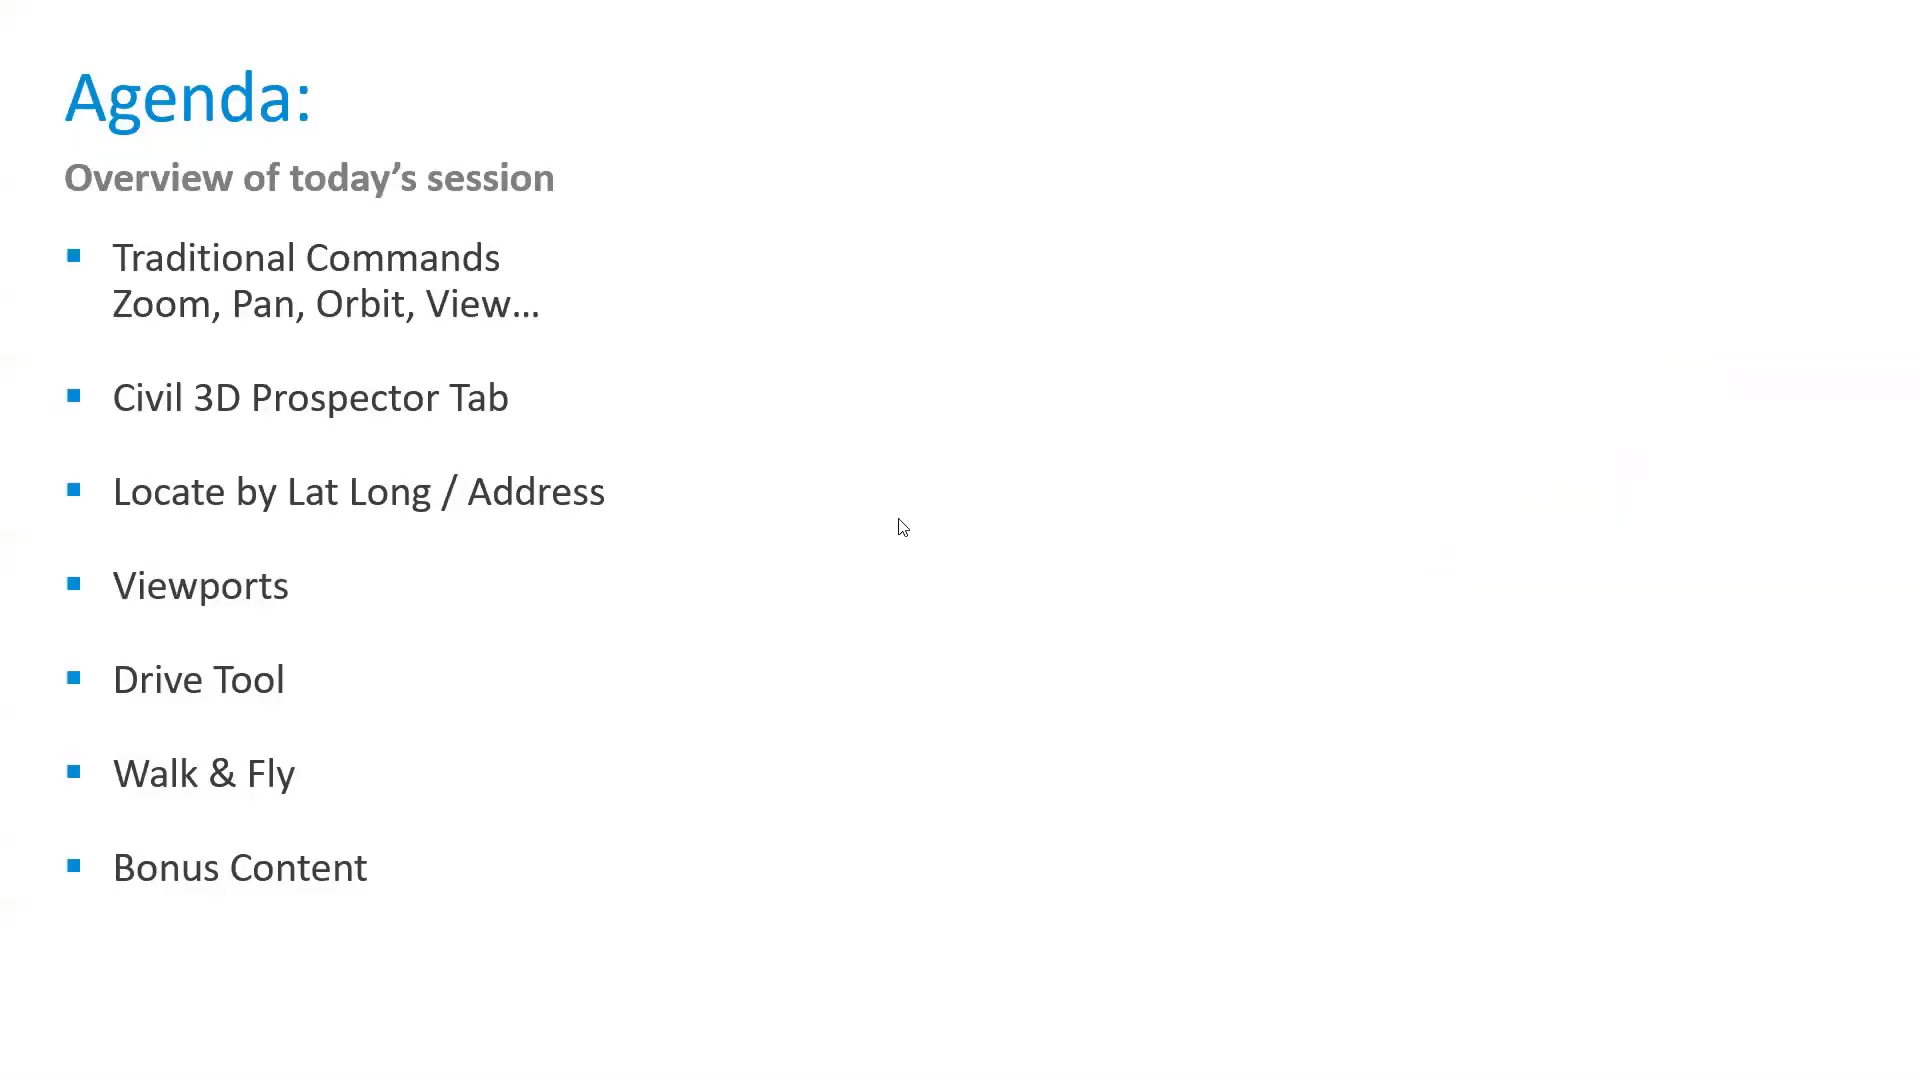 Agenda:
Overview of today’s session
▪ Traditional Commands
Zoom, Pan, Orbit, View…
▪ Civil 3D Prospector Tab
▪ Locate by Lat Long / Address
▪ Viewports
▪ Drive Tool
▪ Walk & Fly
▪ Bonus Content